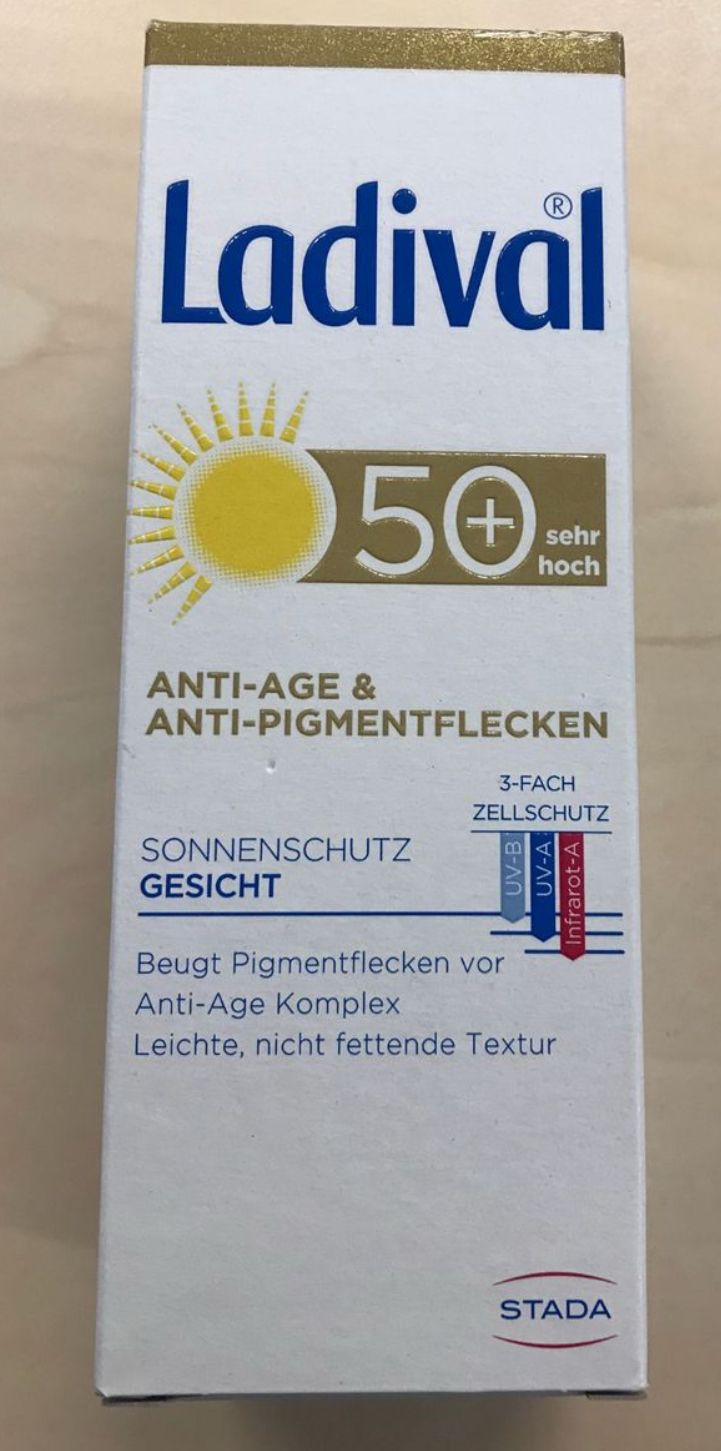 Ladival®
50+
sehr
hoch
ANTI-AGE &
ANTI-PIGMENTFLECKEN
3-FACH
ZELLSCHUTZ
UV-B
UV-A
Infrarot-A
SONNENSCHUTZ
GESICHT
Beugt Pigmentflecken vor
Anti-Age Komplex
Leichte, nicht fettende Textur
STADA